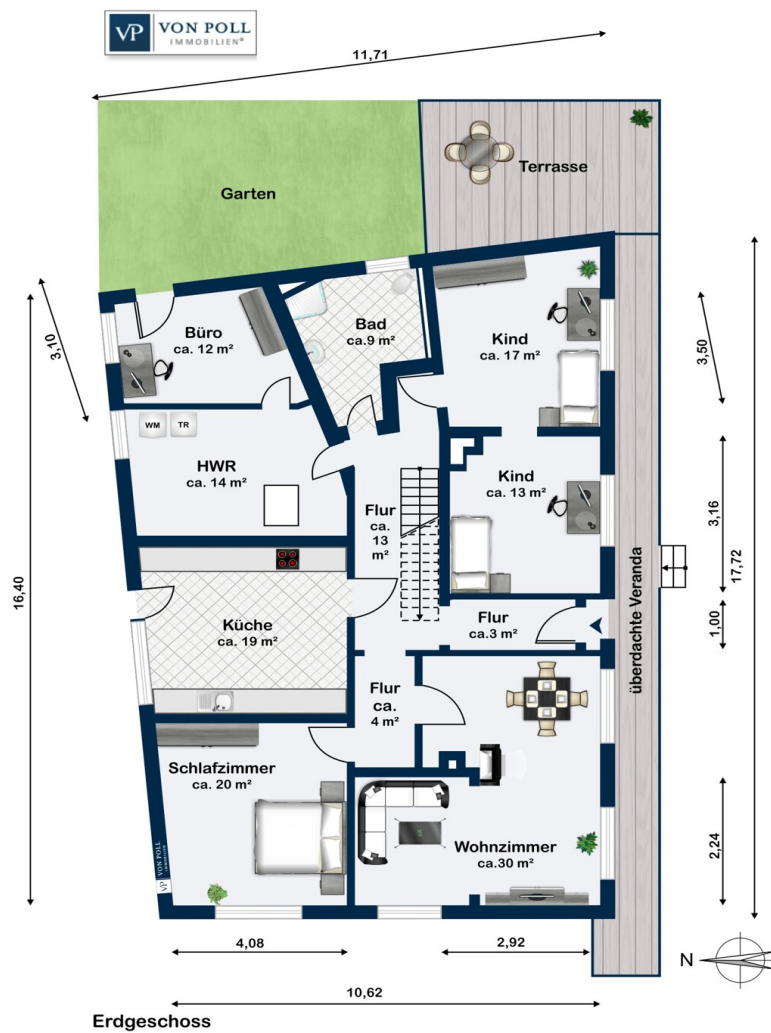 VP VON POLL
IMMOBILIEN®
11,71
Garten
Terrasse
3,10
Büro
ca. 12 m²
Bad
ca.9 m²
Kind
ca. 17 m²
3,50
WM TR
HWR
ca. 14 m²
Flur
ca.
13
m²
Kind
ca. 13 m²
3,16
16,40
17,72
Küche
ca. 19 m²
Flur
ca.3 m²
1,00
überdachte Veranda
Flur
ca.
4 m²
Schlafzimmer
ca. 20 m²
Wohnzimmer
ca.30 m²
2,24
VP VON POLL
IMMOBILIEN
4,08
2,92
N
10,62
Erdgeschoss